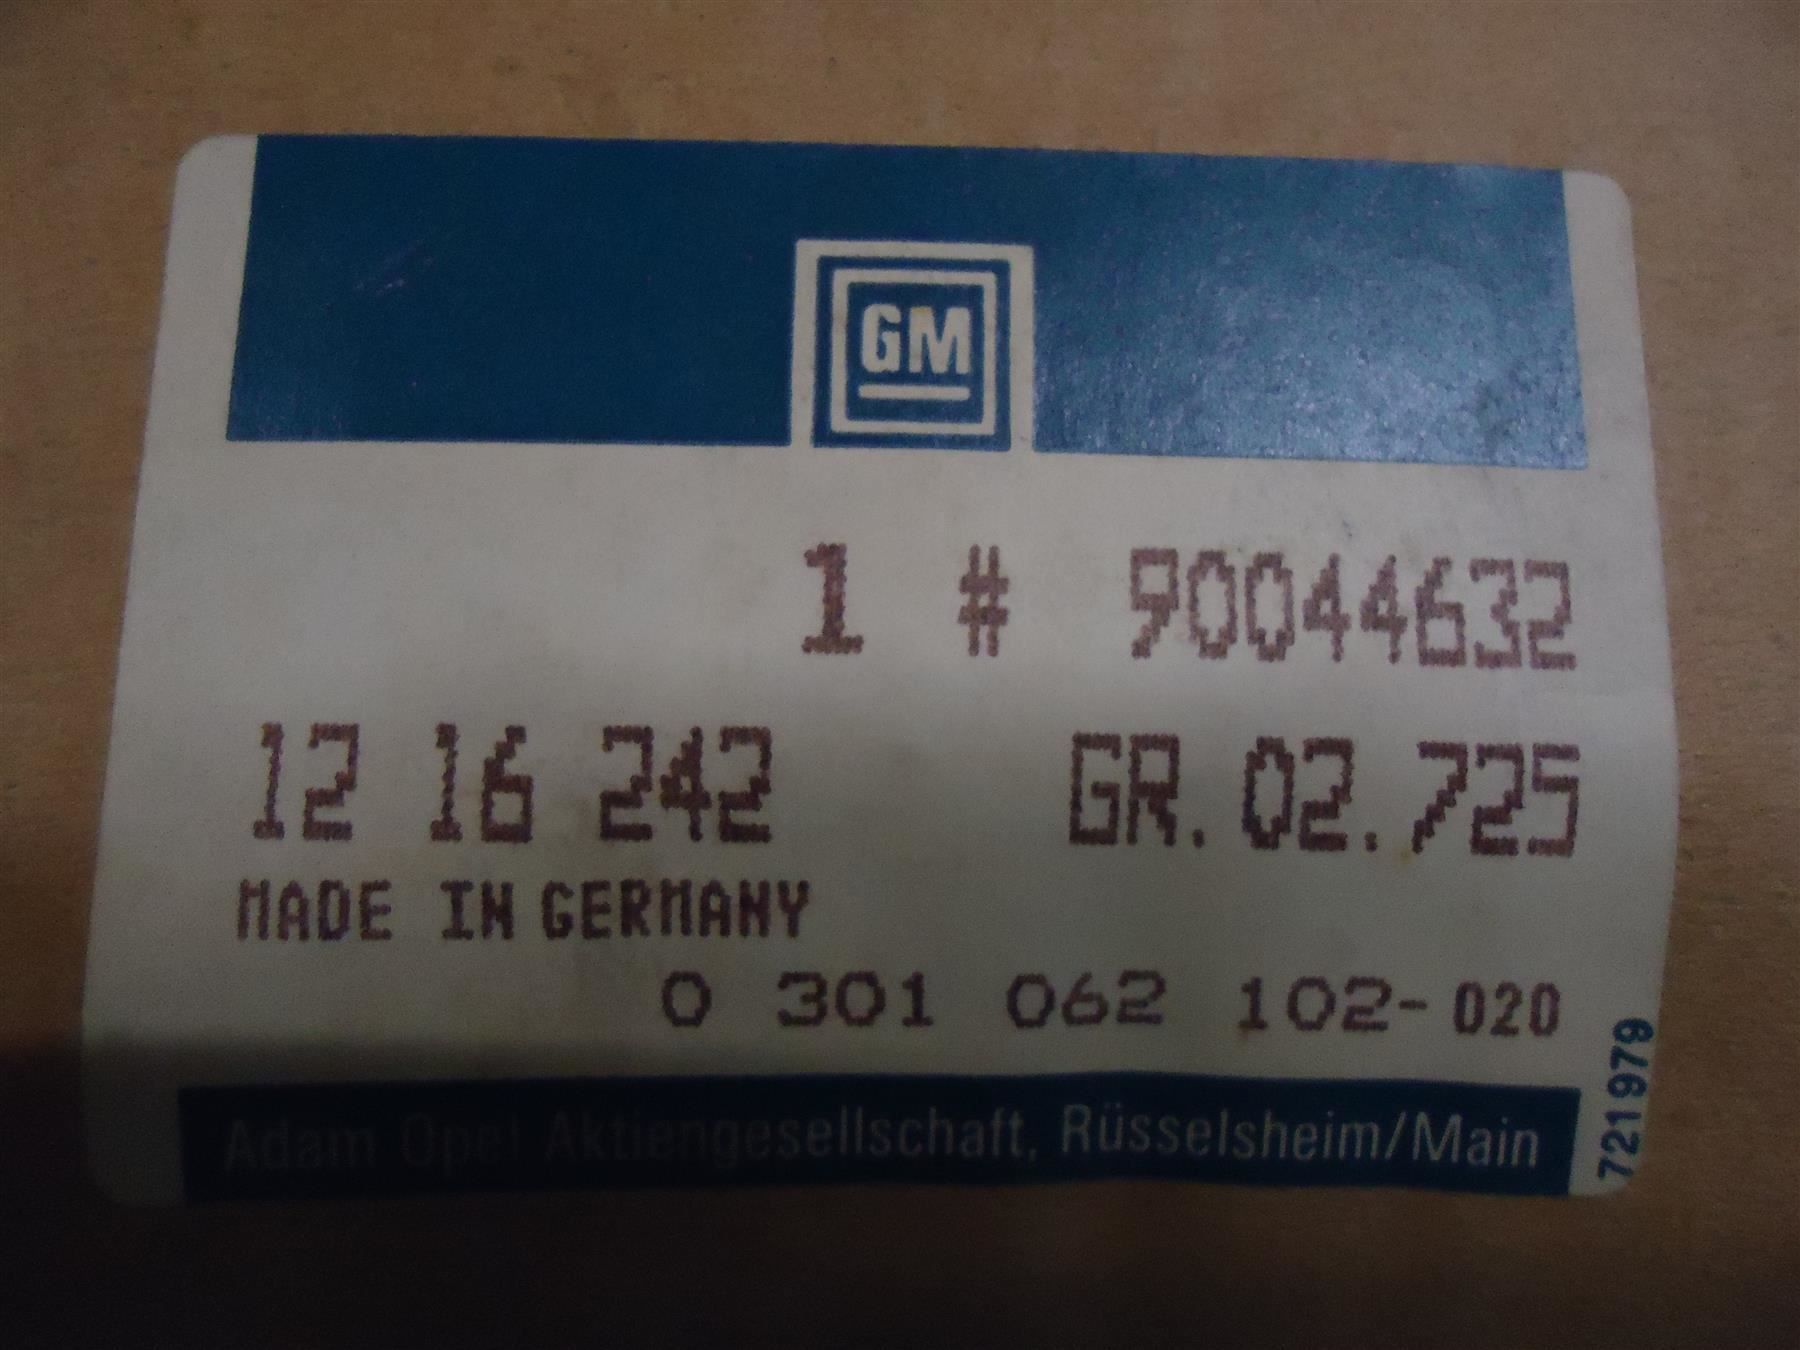 GM
1 # 90044632
12 16 242 GR. 02.725
MADE IN GERMANY
0 301 062 102-020
Adam Opel Aktiengesellschaft, Rüsselsheim/Main
721979